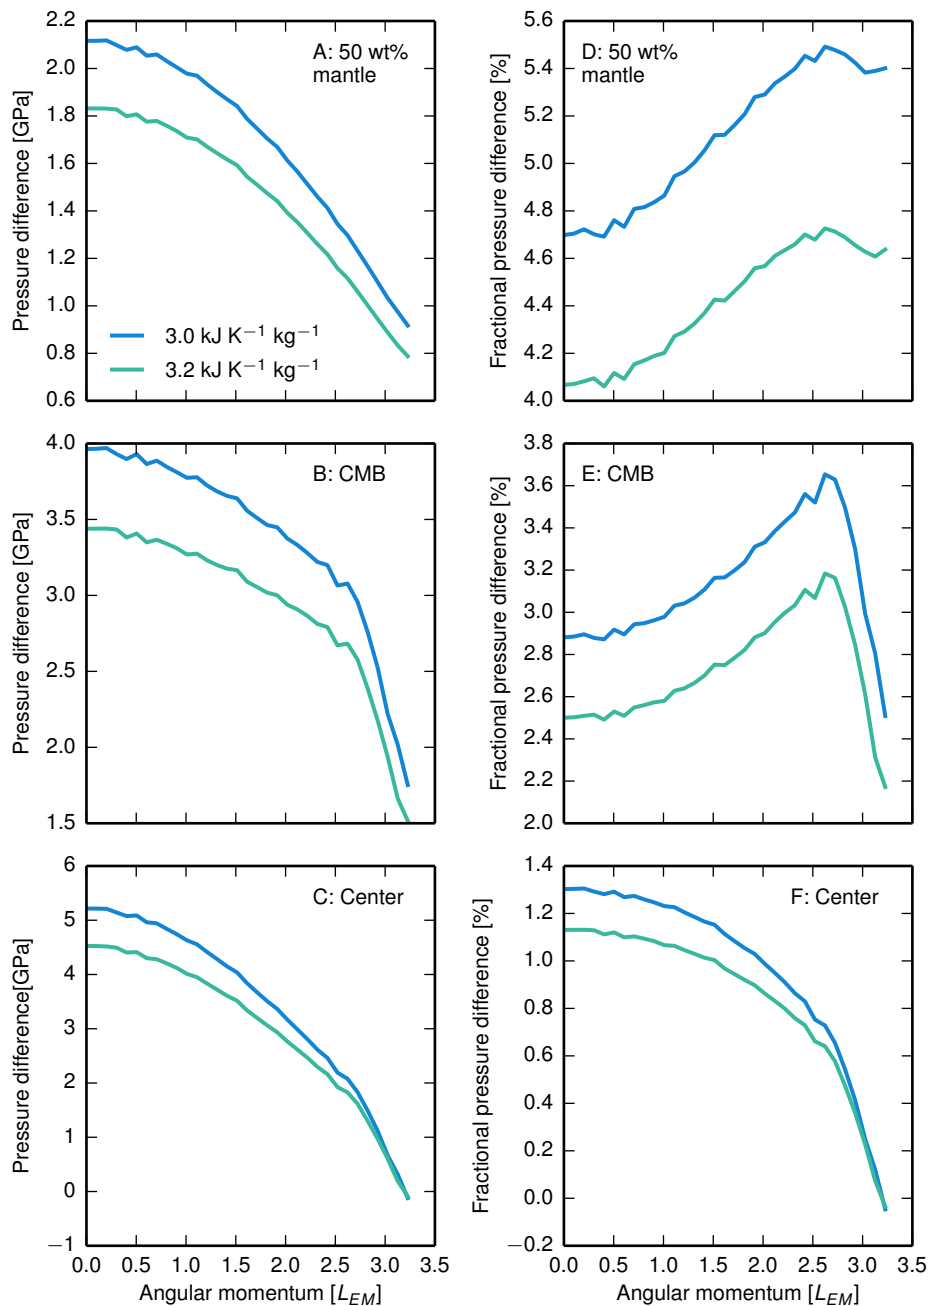 A: 50 wt%
mantle
Pressure difference [GPa]
2.2
2.0
1.8
1.6
1.4
1.2
1.0
0.8
0.6
3.0 kJ K⁻¹ kg⁻¹
3.2 kJ K⁻¹ kg⁻¹
D: 50 wt%
mantle
Fractional pressure difference [%]
5.6
5.4
5.2
5.0
4.8
4.6
4.4
4.2
4.0
B: CMB
Pressure difference [GPa]
4.0
3.5
3.0
2.5
2.0
1.5
E: CMB
Fractional pressure difference [%]
3.8
3.6
3.4
3.2
3.0
2.8
2.6
2.4
2.2
2.0
C: Center
Pressure difference[GPa]
6
5
4
3
2
1
0
−1
0.0 0.5 1.0 1.5 2.0 2.5 3.0 3.5
Angular momentum [L_EM]
F: Center
Fractional pressure difference [%]
1.4
1.2
1.0
0.8
0.6
0.4
0.2
0.0
−0.2
0.0 0.5 1.0 1.5 2.0 2.5 3.0 3.5
Angular momentum [L_EM]